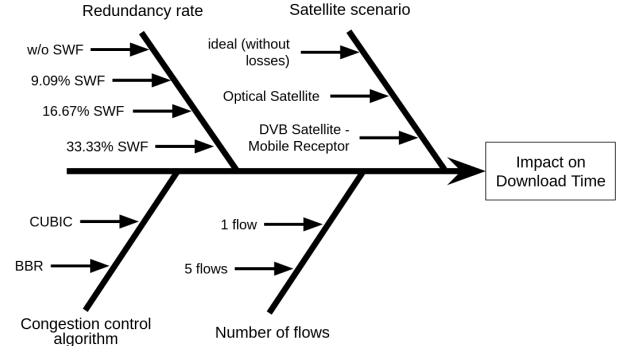 Redundancy rate
Satellite scenario
w/o SWF
9.09% SWF
16.67% SWF
33.33% SWF
ideal (without
losses)
Optical Satellite
DVB Satellite -
Mobile Receptor
Impact on
Download Time
CUBIC
BBR
1 flow
5 flows
Congestion control
algorithm
Number of flows